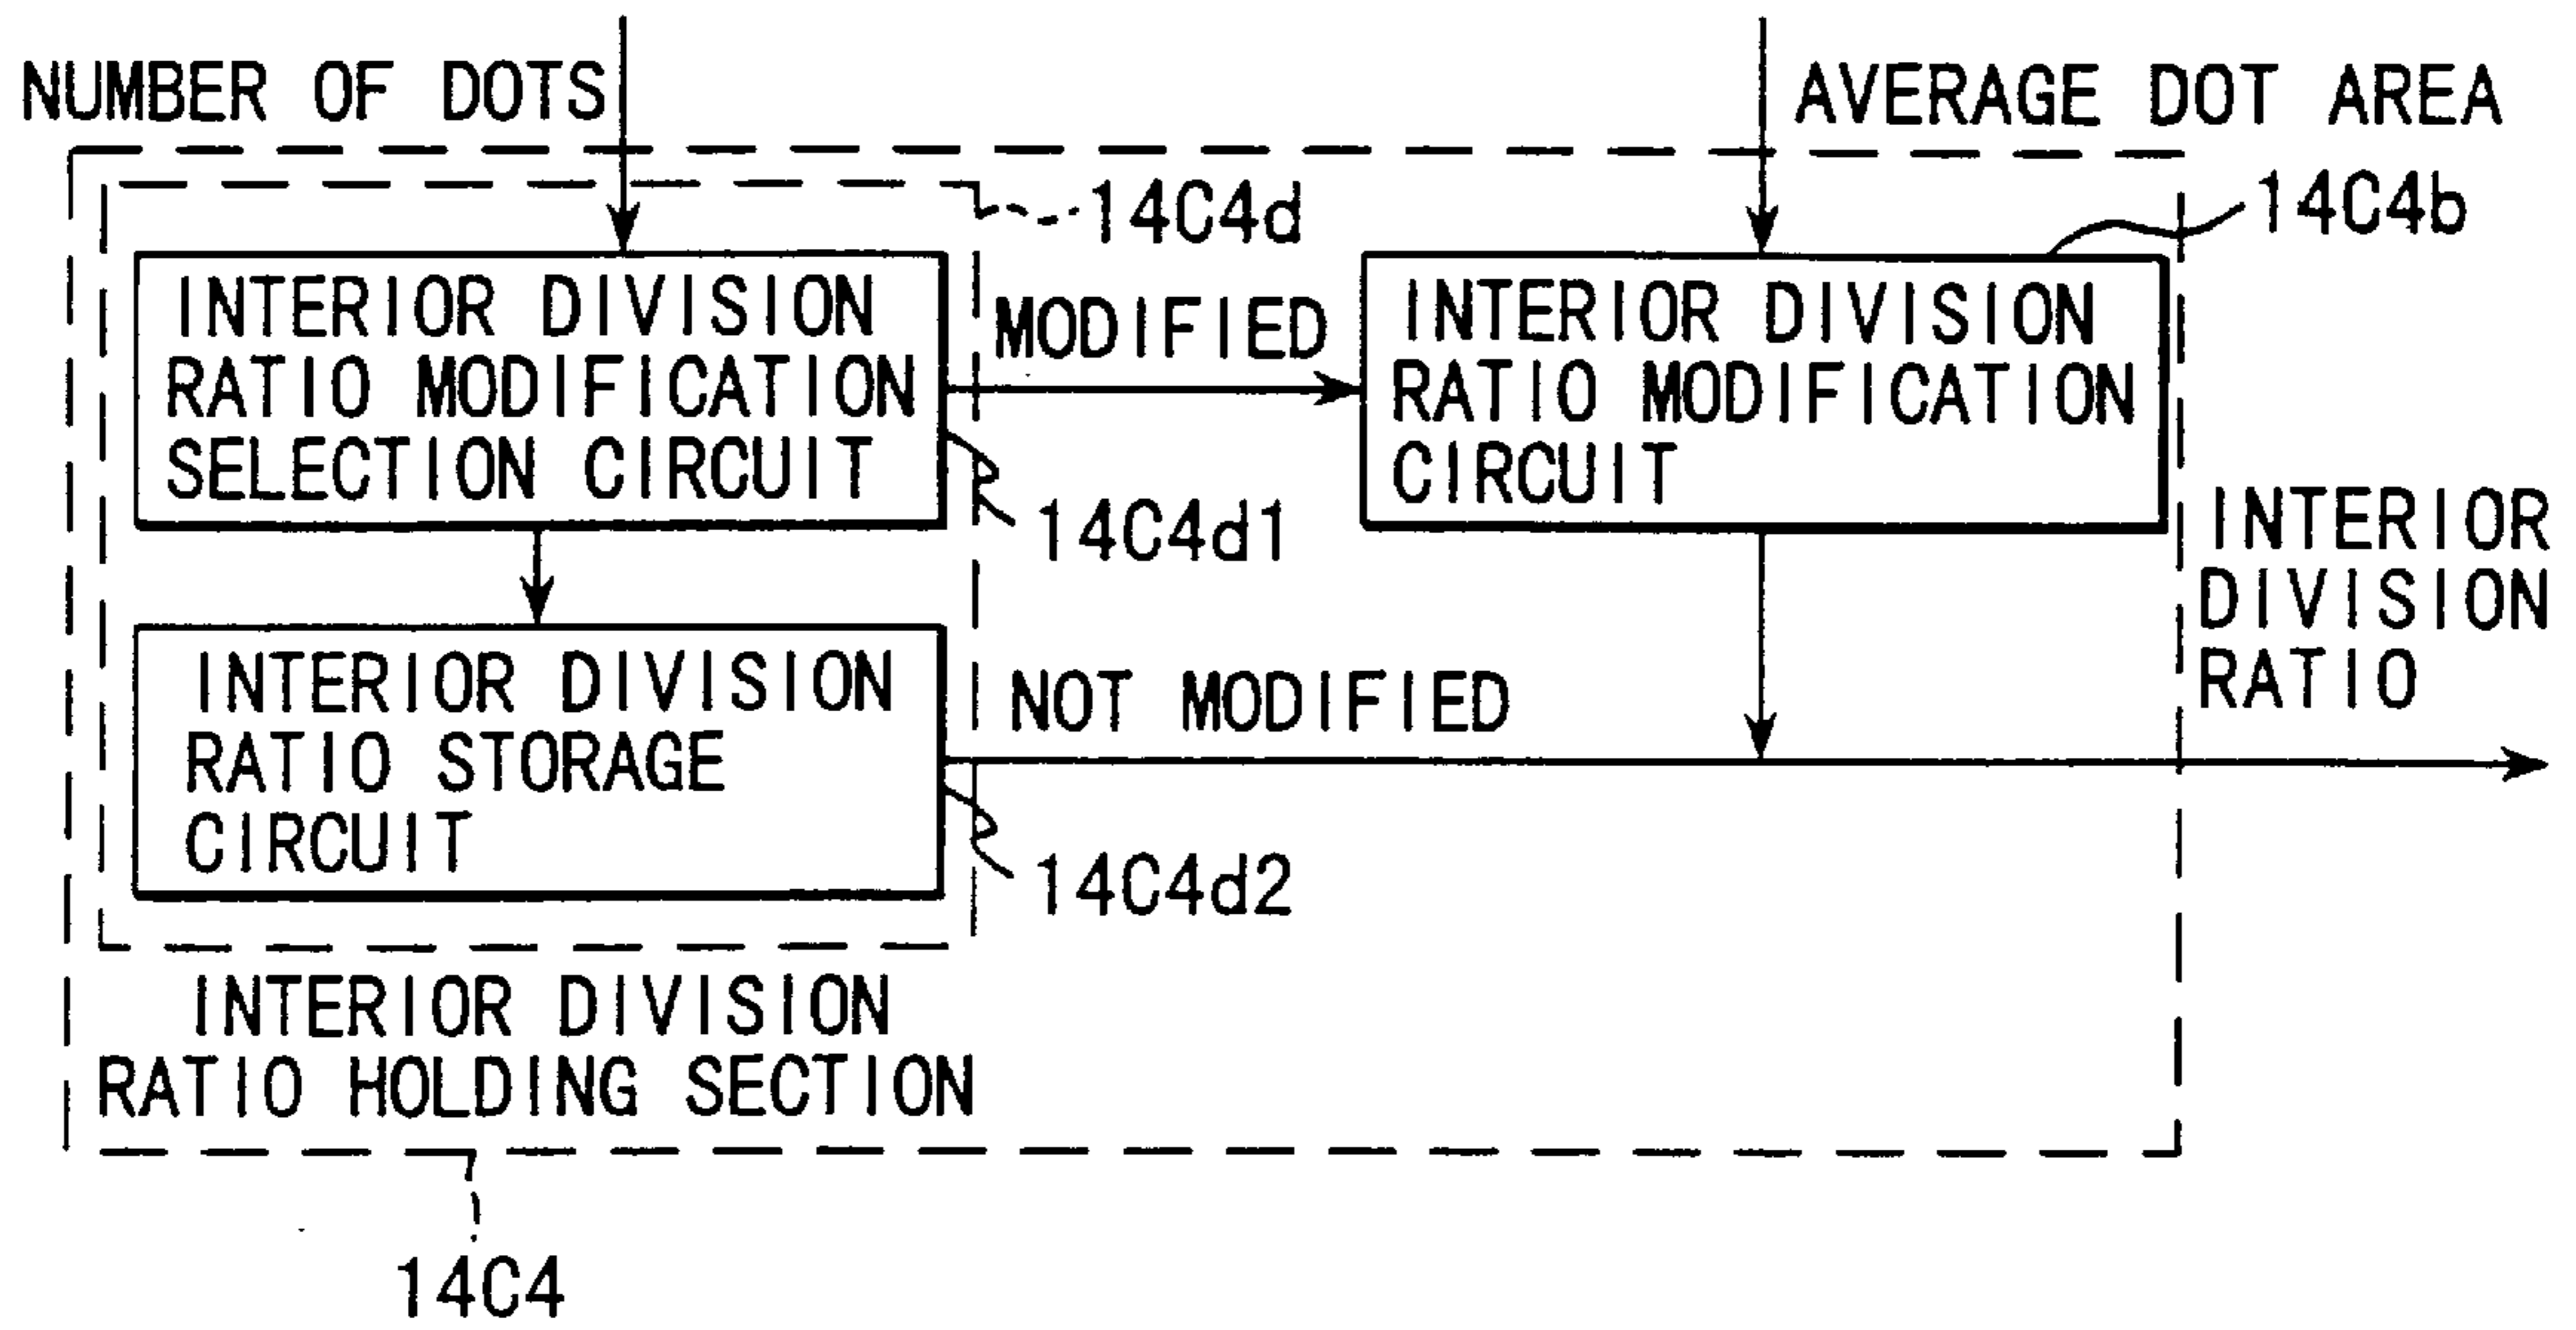 NUMBER OF DOTS
AVERAGE DOT AREA
14C4d
14C4b
INTERIOR DIVISION
RATIO MODIFICATION
SELECTION CIRCUIT
MODIFIED
INTERIOR DIVISION
RATIO MODIFICATION
CIRCUIT
14C4d1
INTERIOR
DIVISION
RATIO
INTERIOR DIVISION
RATIO STORAGE
CIRCUIT
NOT MODIFIED
14C4d2
INTERIOR DIVISION
RATIO HOLDING SECTION
14C4